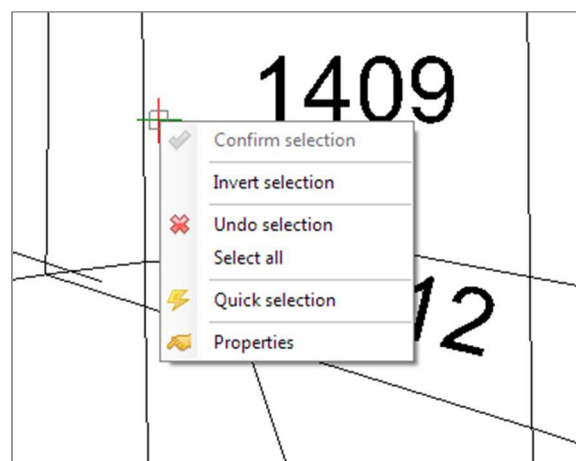 1409
Confirm selection
Invert selection
Undo selection
Select all
Quick selection
12
Properties